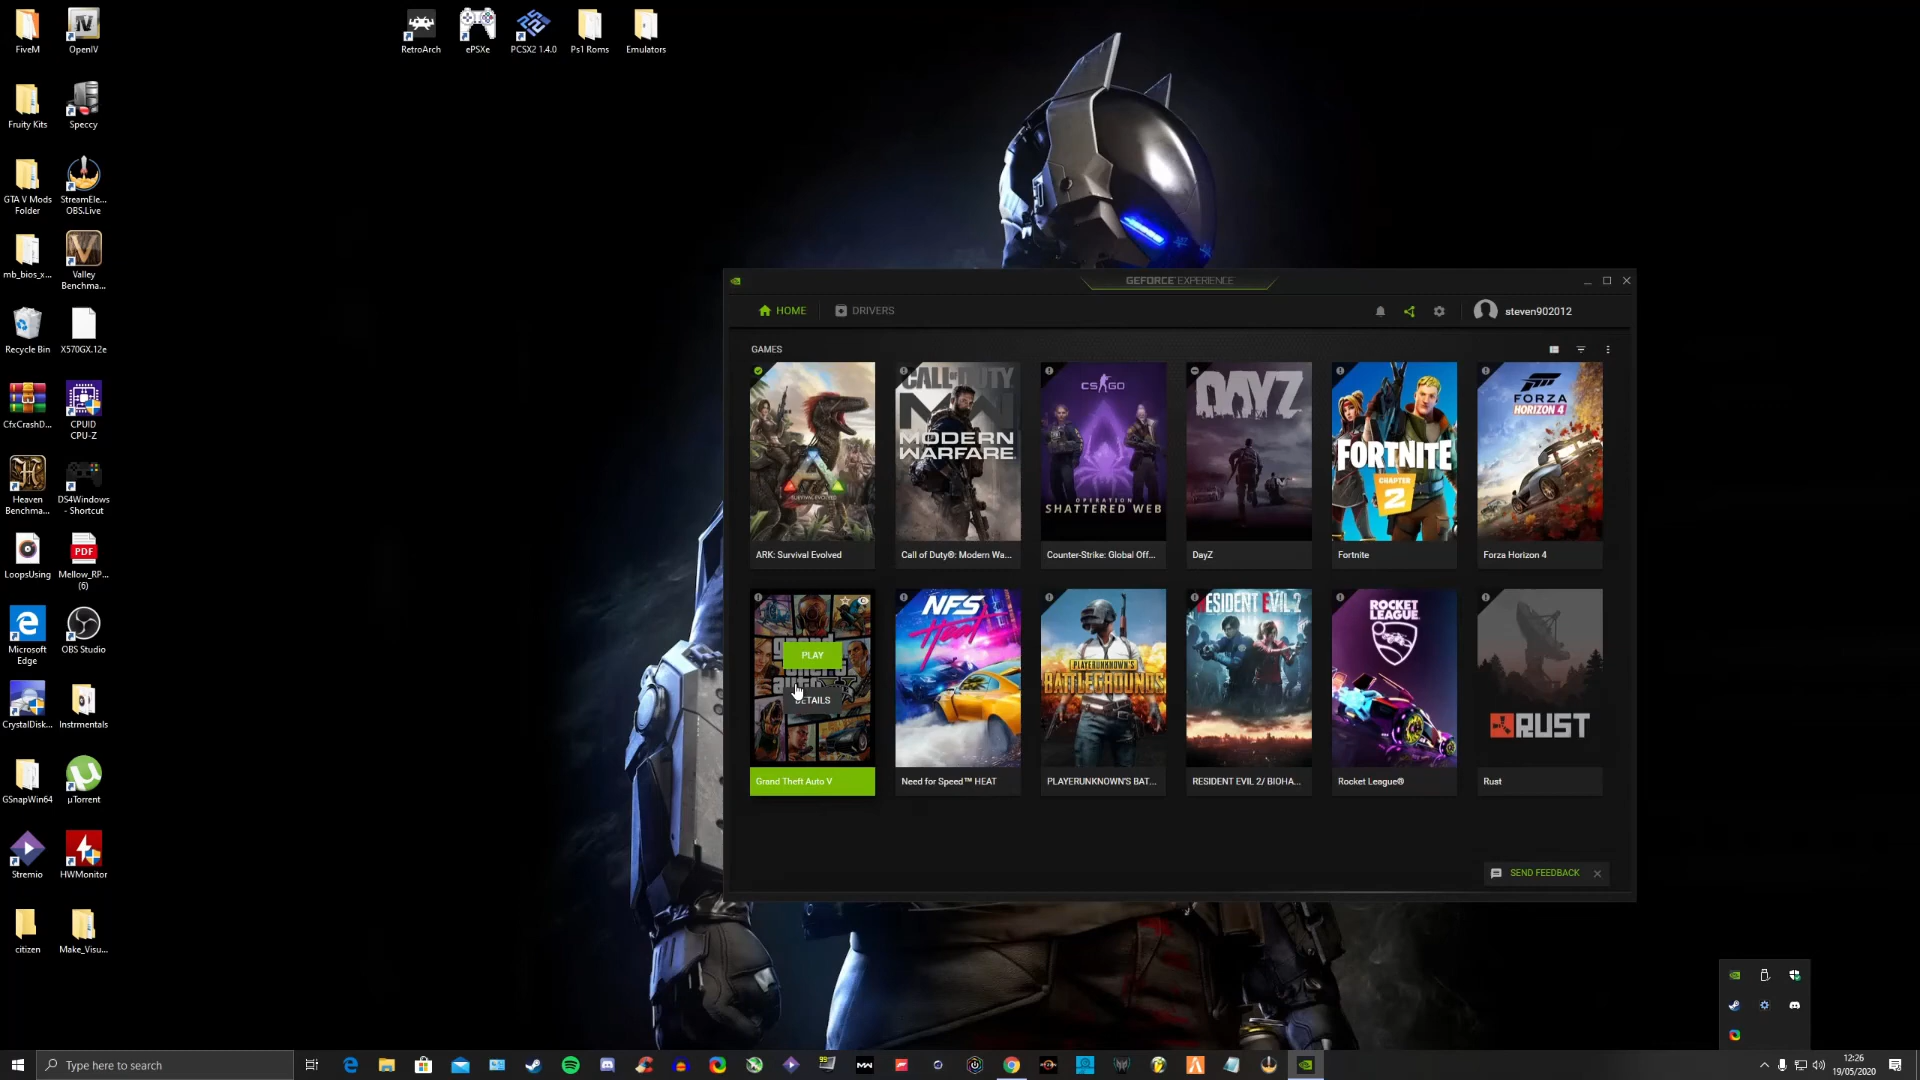 FiveM
OpenIV
RetroArch
ePSXe
PCSX2 1.4.0
Ps1 Roms
Emulators
Fruity Kits
Speccy
GTA V Mods
Folder
StreamEle...
OBS.Live
mb_bios_x...
Valley
Benchma...
Recycle Bin
X570GX.12e
CfxCrashD...
CPUID
CPU-Z
Heaven
Benchma...
DS4Windows
- Shortcut
LoopsUsing
PDF
Mellow_RP...
(6)
Microsoft
Edge
OBS Studio
CrystalDisk...
Instrmentals
GSnapWin64
µTorrent
Stremio
HWMonitor
citizen
Make_Visu...
GEFORCE EXPERIENCE
HOME
DRIVERS
steven902012
GAMES
ARK
SURVIVAL EVOLVED
CALL OF DUTY
MW
MODERN
WARFARE
CS GO
OPERATION
SHATTERED WEB
DAYZ
FORTNITE
CHAPTER
2
FORZA
HORIZON 4
ARK: Survival Evolved
Call of Duty®: Modern Wa...
Counter-Strike: Global Off...
DayZ
Fortnite
Forza Horizon 4
PLAY
DETAILS
NFS
Heat
PLAYERUNKNOWN'S
BATTLEGROUNDS
RESIDENT EVIL 2
ROCKET
LEAGUE
RUST
Grand Theft Auto V
Need for Speed™ HEAT
PLAYERUNKNOWN'S BAT...
RESIDENT EVIL 2/ BIOHA...
Rocket League®
Rust
SEND FEEDBACK
Type here to search
12:26
19/05/2020